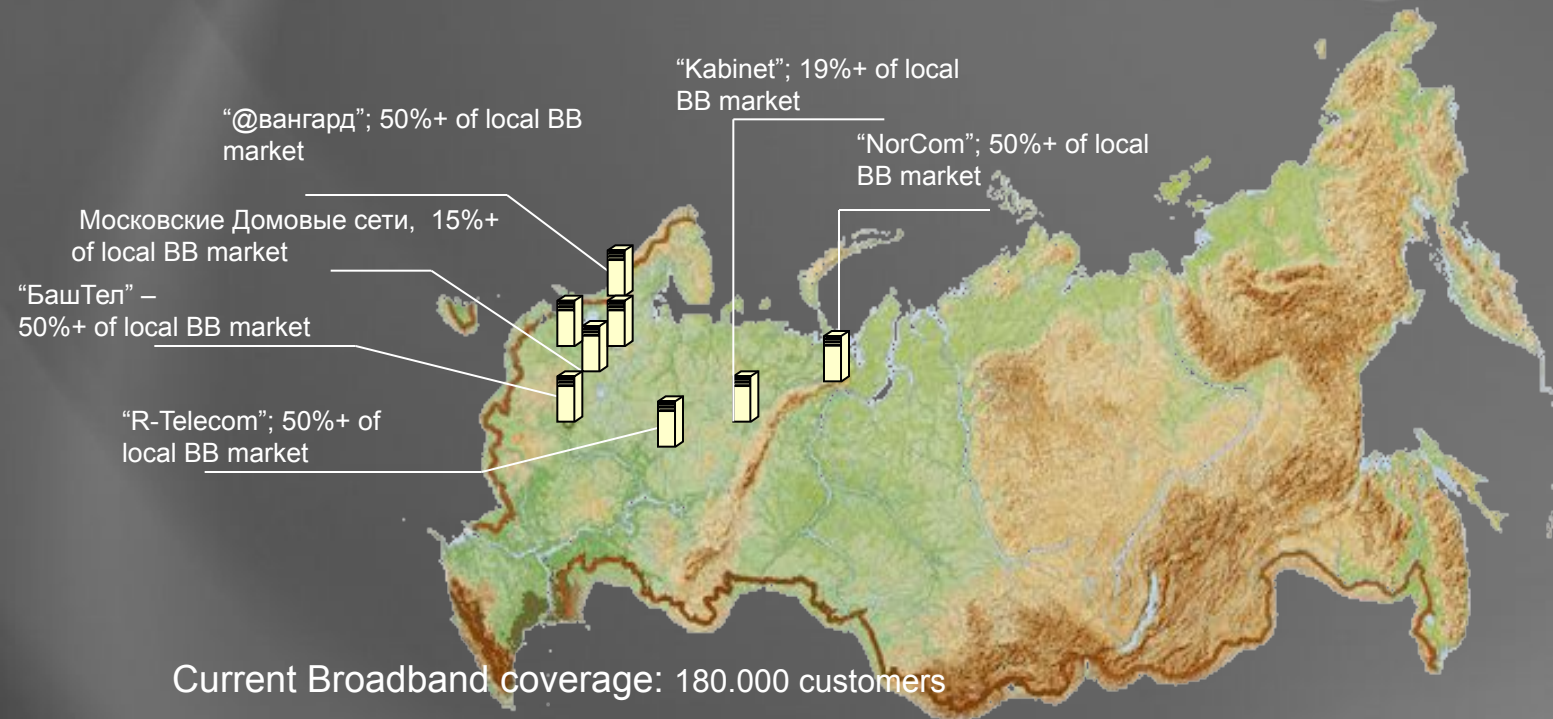 “Kabinet”; 19%+ of local
BB market
“@вангард”; 50%+ of local BB
market
“NorCom”; 50%+ of local
BB market
Московские Домовые сети, 15%+
of local BB market
“БашТел” –
50%+ of local BB market
“R-Telecom”; 50%+ of
local BB market
Current Broadband coverage: 180.000 customers